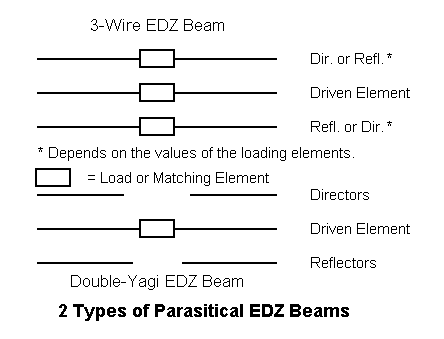 3-Wire EDZ Beam
Dir. or Refl. *
Driven Element
Refl. or Dir. *
* Depends on the values of the loading elements.
= Load or Matching Element
Directors
Driven Element
Reflectors
Double-Yagi EDZ Beam
2 Types of Parasitical EDZ Beams